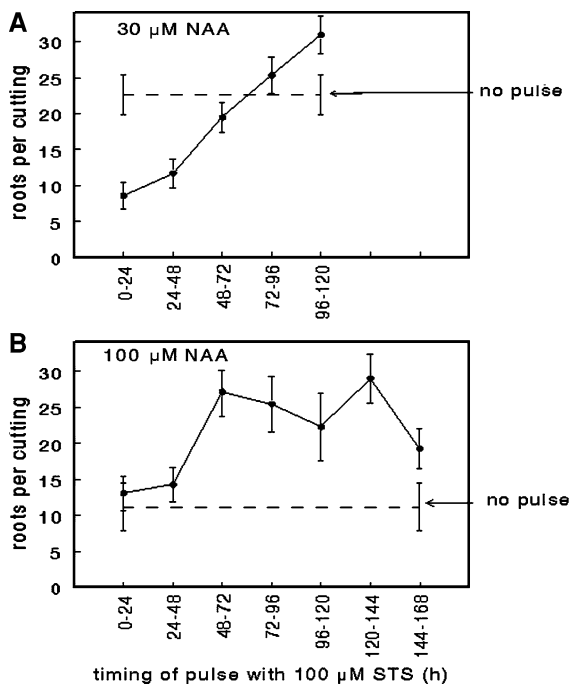 A
30 µM NAA
roots per cutting
30
25
20
15
10
5
0
no pulse
0-24
24-48
48-72
72-96
96-120
B
100 µM NAA
roots per cutting
30
25
20
15
10
5
0
no pulse
0-24
24-48
48-72
72-96
96-120
120-144
144-168
timing of pulse with 100 µM STS (h)